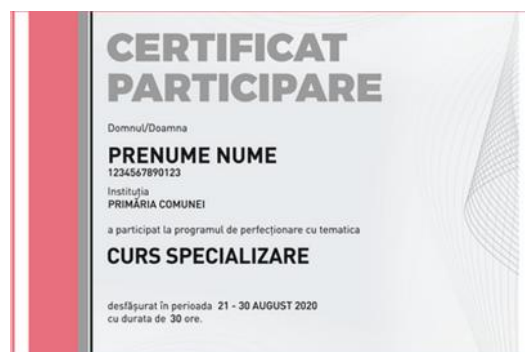 CERTIFICAT
PARTICIPARE
Domnul/Doamna
PRENUME NUME
1234567890123
Instituția
PRIMĂRIA COMUNEI
a participat la programul de perfecționare cu tematica
CURS SPECIALIZARE
desfășurat în perioada 21 - 30 AUGUST 2020
cu durata de 30 ore.